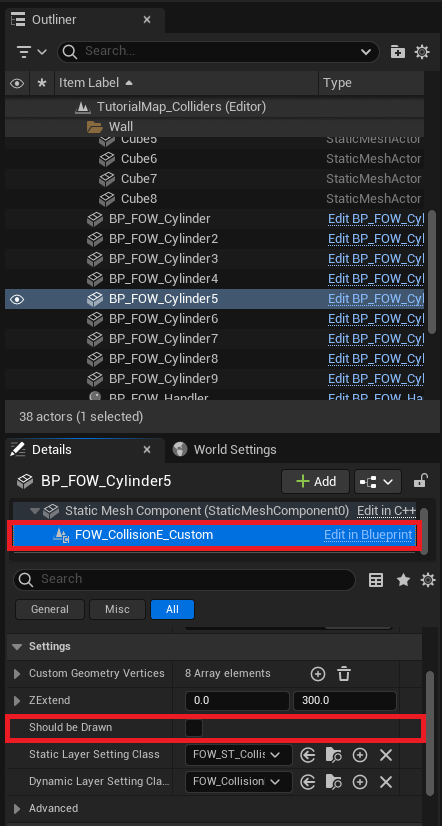 Outliner
Search...
Item Label Type
TutorialMap_Colliders (Editor)
Wall
Cube5 StaticMeshActor
Cube6 StaticMeshActor
Cube7 StaticMeshActor
Cube8 StaticMeshActor
BP_FOW_Cylinder Edit BP_FOW_Cyl
BP_FOW_Cylinder2 Edit BP_FOW_Cyl
BP_FOW_Cylinder3 Edit BP_FOW_Cyl
BP_FOW_Cylinder4 Edit BP_FOW_Cyl
BP_FOW_Cylinder5 Edit BP_FOW_Cyl
BP_FOW_Cylinder6 Edit BP_FOW_Cyl
BP_FOW_Cylinder7 Edit BP_FOW_Cyl
BP_FOW_Cylinder8 Edit BP_FOW_Cyl
BP_FOW_Cylinder9 Edit BP_FOW_Cyl
BP_FOW_Handler Edit BP_FOW_Ha
38 actors (1 selected)
Details World Settings
BP_FOW_Cylinder5 + Add
Static Mesh Component (StaticMeshComponent0) Edit in C++
FOW_CollisionE_Custom Edit in Blueprint
Search
General Misc All
Settings
Custom Geometry Vertices 8 Array elements
ZExtend 0.0 300.0
Should be Drawn
Static Layer Setting Class FOW_ST_Collis
Dynamic Layer Setting Cla... FOW_Collision
Advanced